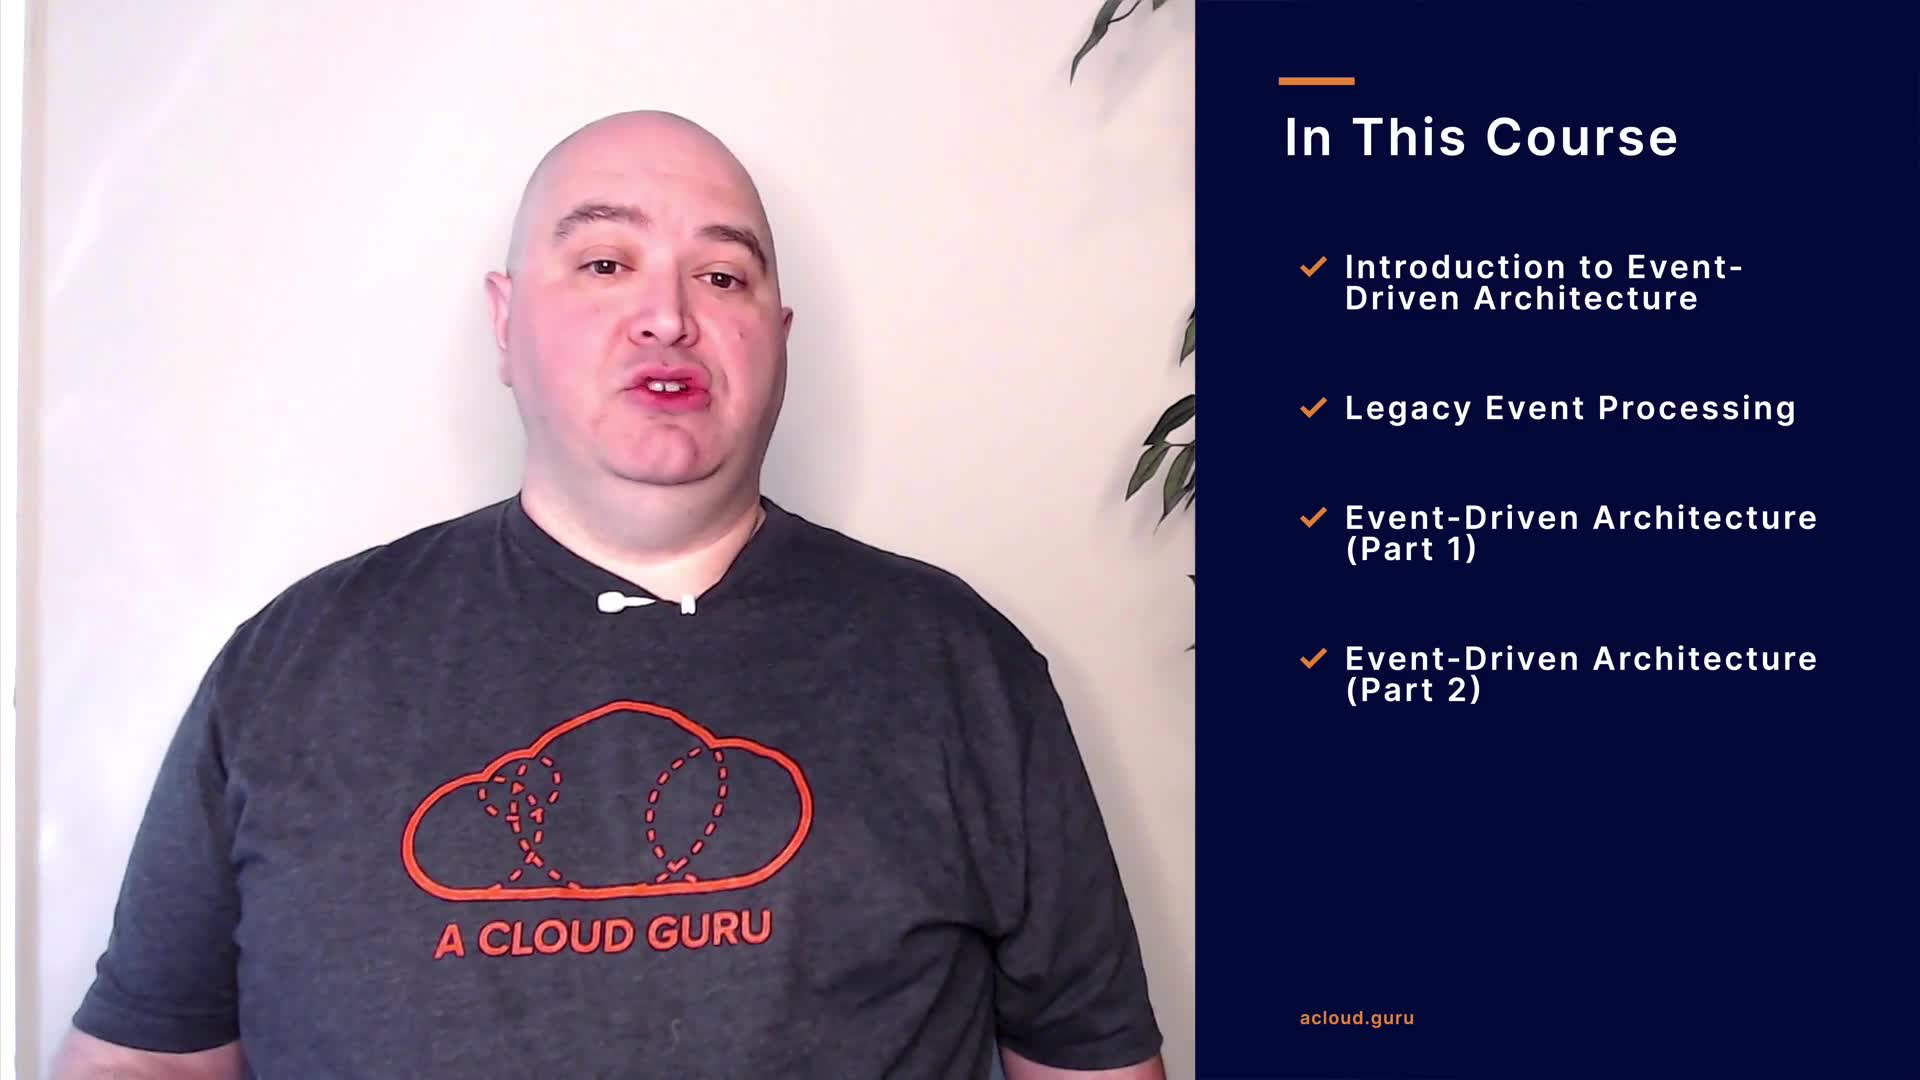 In This Course
Introduction to Event-
Driven Architecture
Legacy Event Processing
Event-Driven Architecture
(Part 1)
Event-Driven Architecture
(Part 2)
A CLOUD GURU
acloud.guru